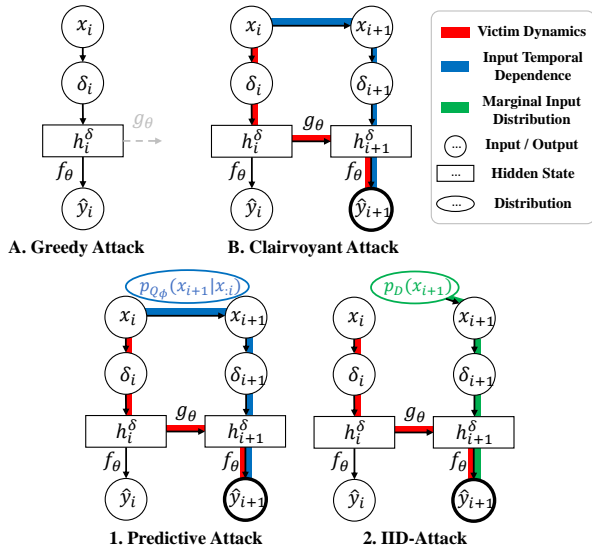 x_i
δ_i
h_i^δ
g_θ
f_θ
ŷ_i
A. Greedy Attack
x_i
x_{i+1}
δ_i
δ_{i+1}
h_i^δ
g_θ
h_{i+1}^δ
f_θ
f_θ
ŷ_i
ŷ_{i+1}
B. Clairvoyant Attack
Victim Dynamics
Input Temporal
Dependence
Marginal Input
Distribution
... Input / Output
... Hidden State
... Distribution
p_{Q_ϕ}(x_{i+1}|x_{:i})
x_i
x_{i+1}
δ_i
δ_{i+1}
h_i^δ
g_θ
h_{i+1}^δ
f_θ
f_θ
ŷ_i
ŷ_{i+1}
1. Predictive Attack
p_D(x_{i+1})
x_i
x_{i+1}
δ_i
δ_{i+1}
h_i^δ
g_θ
h_{i+1}^δ
f_θ
f_θ
ŷ_i
ŷ_{i+1}
2. IID-Attack